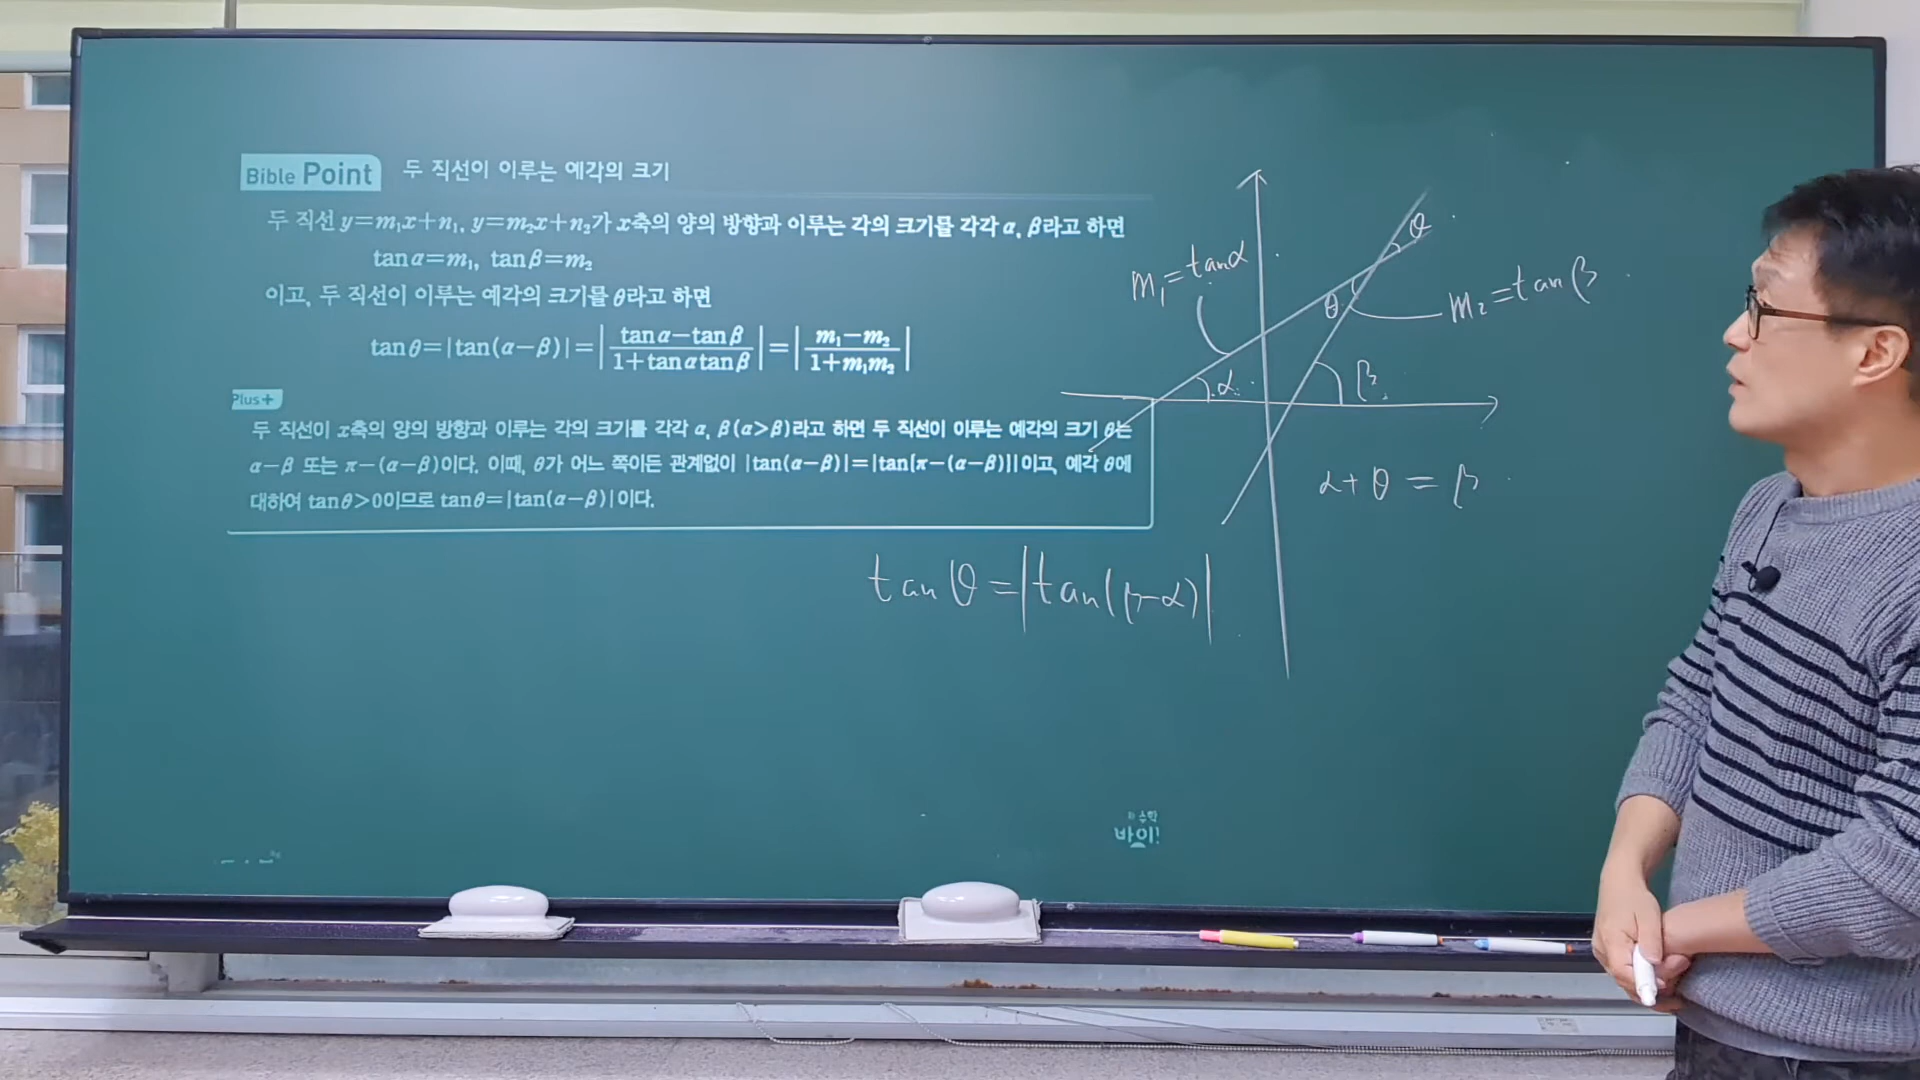 Bible Point 두 직선이 이루는 예각의 크기
두 직선 y=m₁x+n₁, y=m₂x+n₂가 x축의 양의 방향과 이루는 각의 크기를 각각 α, β라고 하면
tanα=m₁, tanβ=m₂
이고, 두 직선이 이루는 예각의 크기를 θ라고 하면
tanθ=|tan(α−β)|=|(tanα−tanβ)/(1+tanαtanβ)|=|(m₁−m₂)/(1+m₁m₂)|
Plus+
두 직선이 x축의 양의 방향과 이루는 각의 크기를 각각 α, β(α>β)라고 하면 두 직선이 이루는 예각의 크기 θ는
α−β 또는 π−(α−β)이다. 이때, θ가 어느 쪽이든 관계없이 |tan(α−β)|=|tan{π−(α−β)}|이고, 예각 θ에
대하여 tanθ>0이므로 tanθ=|tan(α−β)|이다.
θ
m₁=tanα
θ
m₂=tanβ
α
β
α+θ=β
tanθ=|tan(β−α)|
수학
바이!